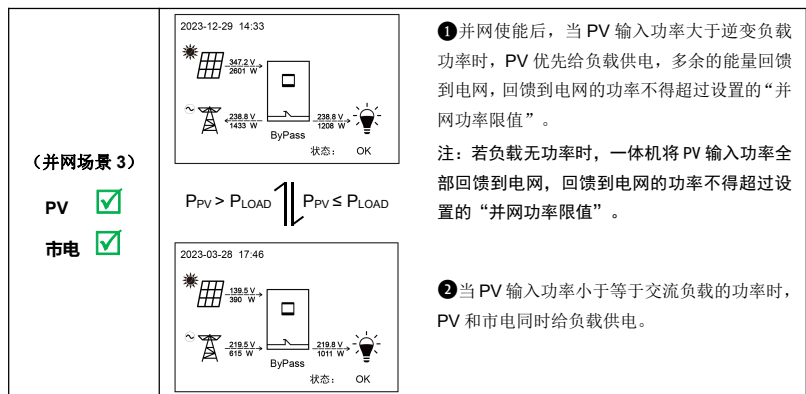 （并网场景 3）
PV
市电
2023-12-29 14:33
347.2 V
2601 W
238.8 V
1433 W
238.8 V
1208 W
ByPass
状态： OK
PPV > PLOAD
PPV ≤ PLOAD
2023-03-28 17:46
139.5 V
390 W
219.5 V
615 W
219.8 V
1011 W
ByPass
状态： OK
❶并网使能后，当 PV 输入功率大于逆变负载
功率时，PV 优先给负载供电，多余的能量回馈
到电网，回馈到电网的功率不得超过设置的“并
网功率限值”。
注：若负载无功率时，一体机将 PV 输入功率全
部回馈到电网，回馈到电网的功率不得超过设
置的“并网功率限值”。
❷当 PV 输入功率小于等于交流负载的功率时，
PV 和市电同时给负载供电。